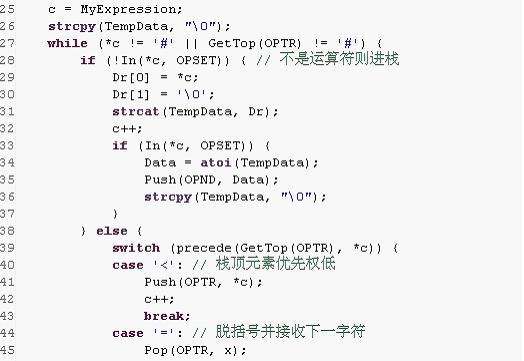 25 c = MyExpression;
26 strcpy(TempData, "\0");
27 while (*c != '#' || GetTop(OPTR) != '#') {
28 if (!In(*c, OPSET)) { // 不是运算符则进栈
29 Dr[0] = *c;
30 Dr[1] = '\0';
31 strcat(TempData, Dr);
32 c++;
33 if (In(*c, OPSET)) {
34 Data = atoi(TempData);
35 Push(OPND, Data);
36 strcpy(TempData, "\0");
37 }
38 } else {
39 switch (precede(GetTop(OPTR), *c)) {
40 case '<': // 栈顶元素优先权低
41 Push(OPTR, *c);
42 c++;
43 break;
44 case '=': // 脱括号并接收下一字符
45 Pop(OPTR, x);